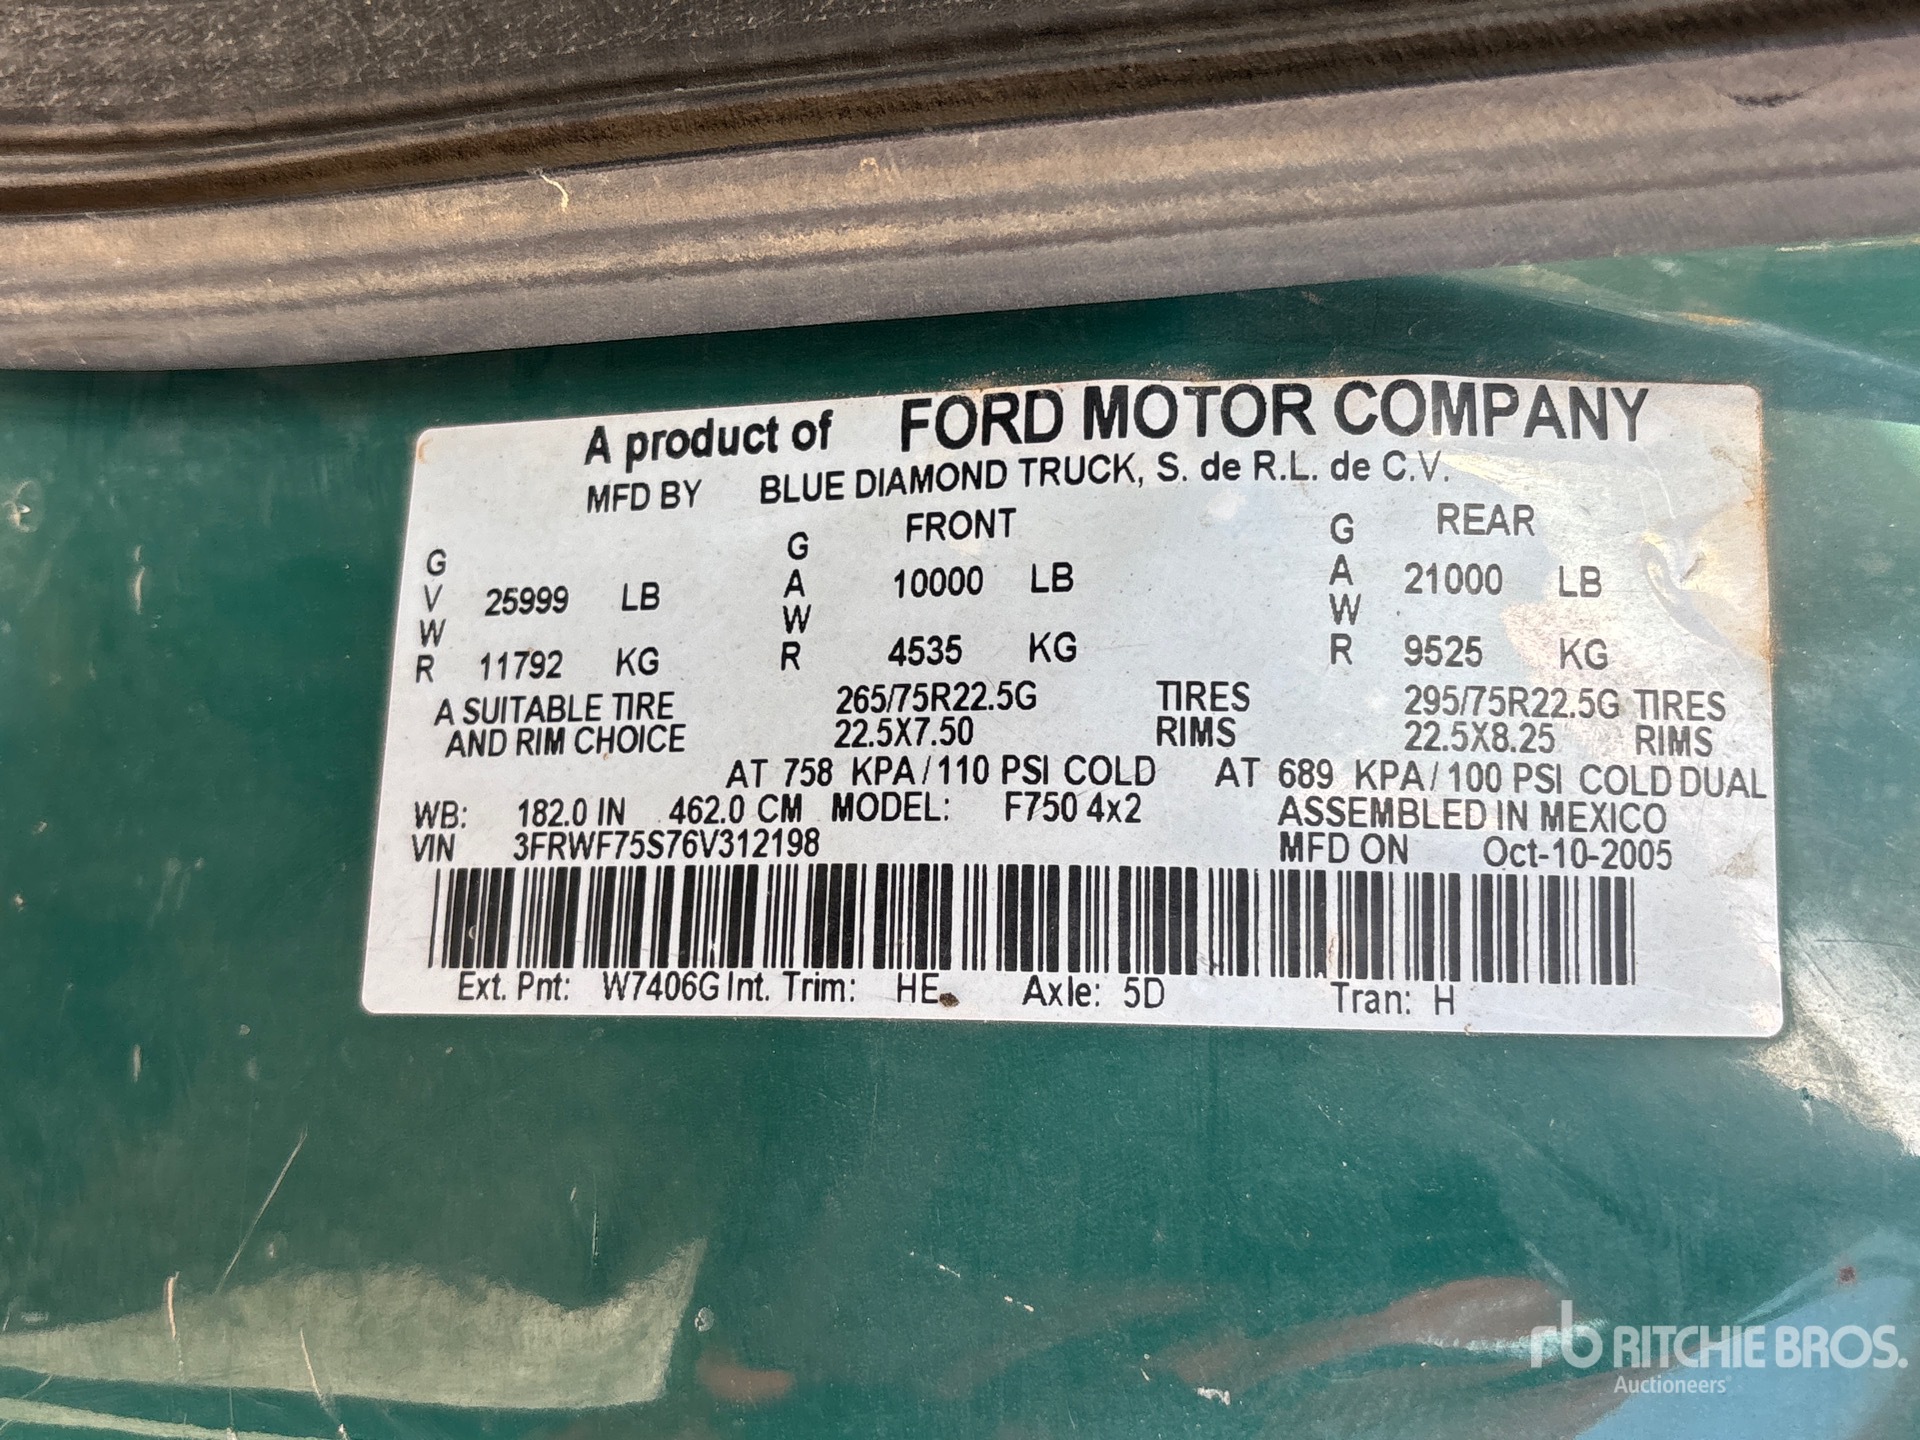 A product of FORD MOTOR COMPANY
MFD BY BLUE DIAMOND TRUCK, S. de R.L. de C.V.
GVWR 25999 LB 11792 KG
GAWR FRONT 10000 LB 4535 KG
GAWR REAR 21000 LB 9525 KG
A SUITABLE TIRE 265/75R22.5G TIRES 295/75R22.5G TIRES
AND RIM CHOICE 22.5X7.50 RIMS 22.5X8.25 RIMS
AT 758 KPA/110 PSI COLD AT 689 KPA/100 PSI COLD DUAL
WB: 182.0 IN 462.0 CM MODEL: F750 4x2 ASSEMBLED IN MEXICO
VIN 3FRWF75S76V312198 MFD ON Oct-10-2005
Ext. Pnt: W7406G Int. Trim: HE Axle: 5D Tran: H
rb RITCHIE BROS.
Auctioneers